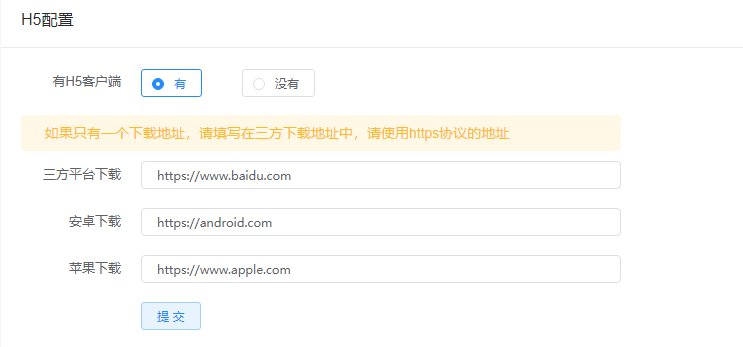 H5配置
有H5客户端 有 没有
如果只有一个下载地址，请填写在三方下载地址中，请使用https协议的地址
三方平台下载 https://www.baidu.com
安卓下载 https://android.com
苹果下载 https://www.apple.com
提 交